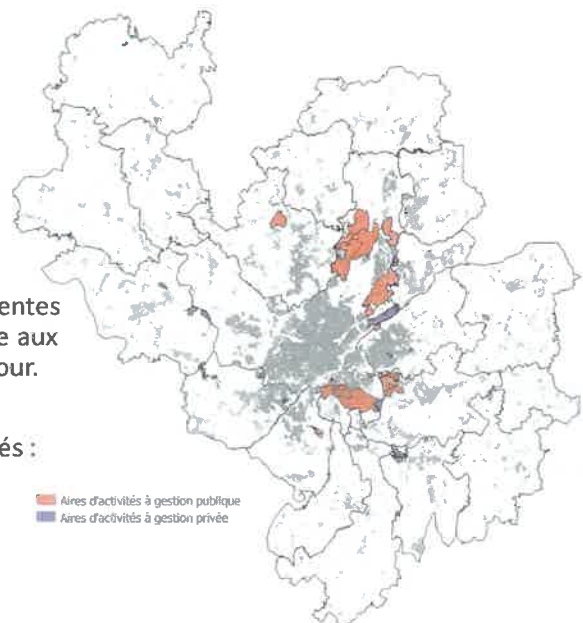 entes
e aux
our.
és :
Aires d'activités à gestion publique
Aires d'activités à gestion privée